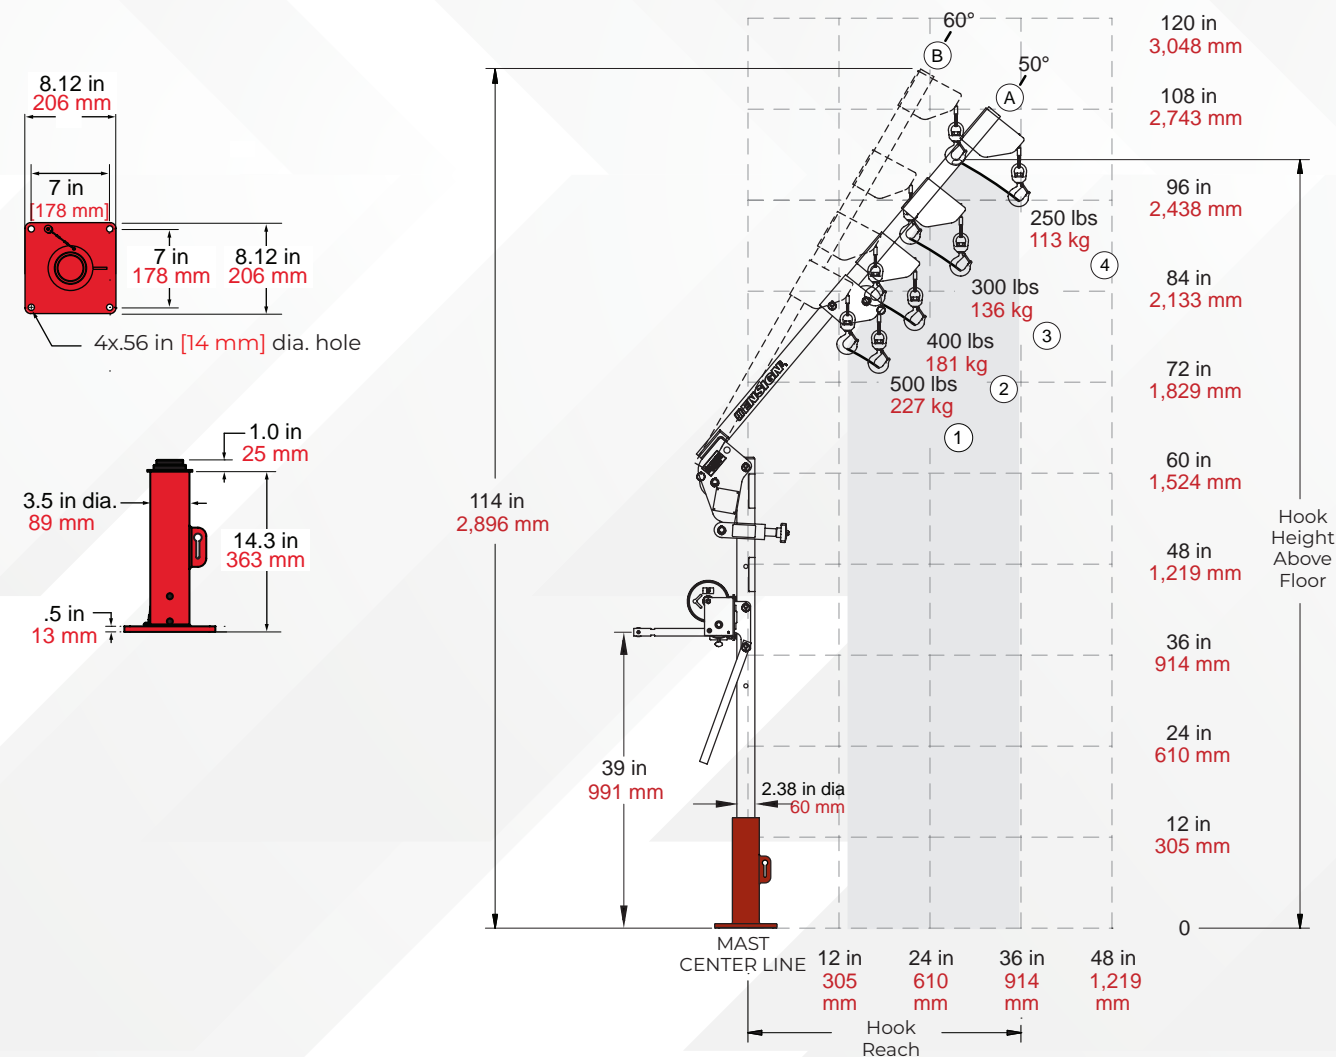 8.12 in
206 mm
7 in
[178 mm]
7 in
178 mm
8.12 in
206 mm
4x.56 in [14 mm] dia. hole
1.0 in
25 mm
3.5 in dia.
89 mm
14.3 in
363 mm
.5 in
13 mm
60°
B
50°
A
250 lbs
113 kg
4
300 lbs
136 kg
3
400 lbs
181 kg
2
500 lbs
227 kg
1
114 in
2,896 mm
39 in
991 mm
2.38 in dia
60 mm
MAST
CENTER LINE
120 in
3,048 mm
108 in
2,743 mm
96 in
2,438 mm
84 in
2,133 mm
72 in
1,829 mm
60 in
1,524 mm
48 in
1,219 mm
36 in
914 mm
24 in
610 mm
12 in
305 mm
0
Hook
Height
Above
Floor
12 in
305
mm
24 in
610
mm
36 in
914
mm
48 in
1,219
mm
Hook
Reach